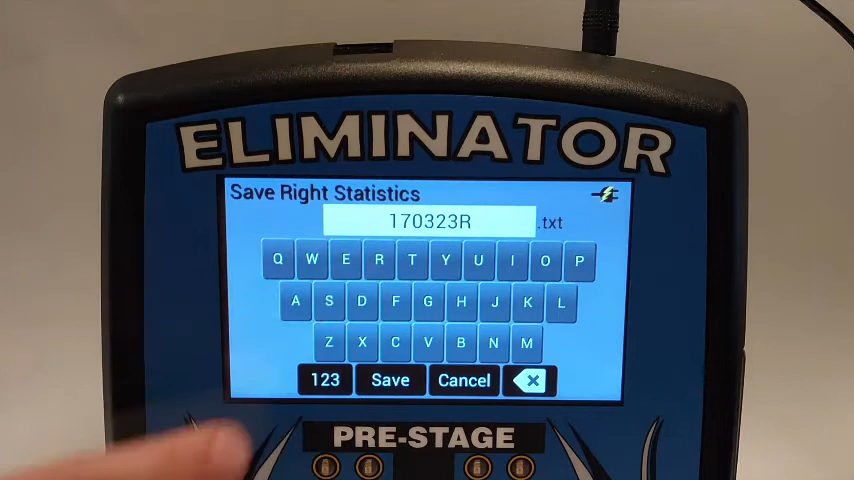 ELIMINATOR
Save Right Statistics
170323R .txt
Q W E R T Y U I O P
A S D F G H J K L
Z X C V B N M
123 Save Cancel
PRE-STAGE